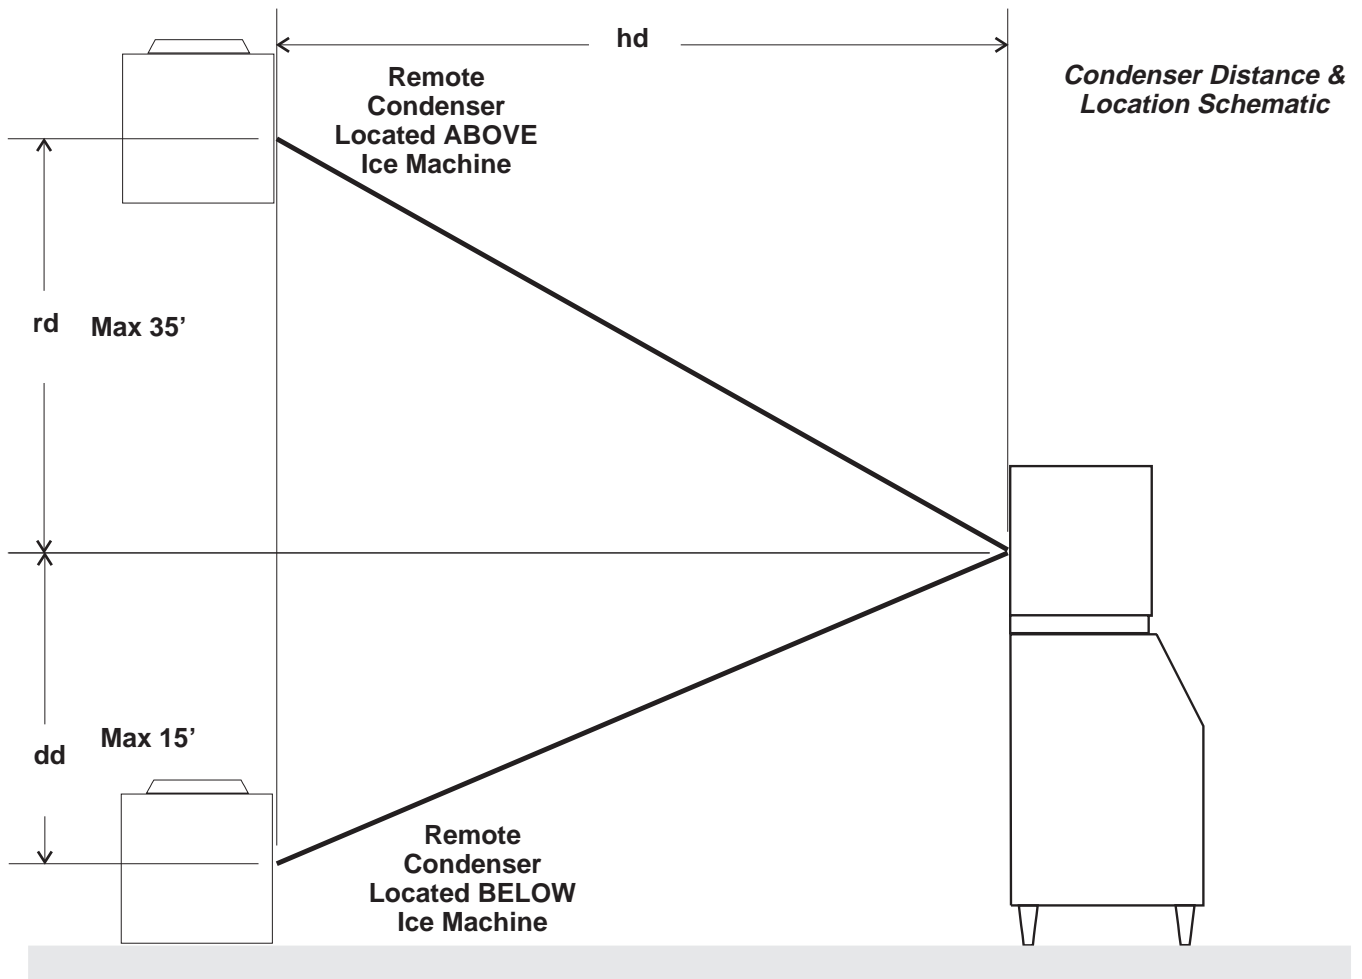 hd
Condenser Distance &
Location Schematic
Remote
Condenser
Located ABOVE
Ice Machine
rd
Max 35’
Max 15’
dd
Remote
Condenser
Located BELOW
Ice Machine